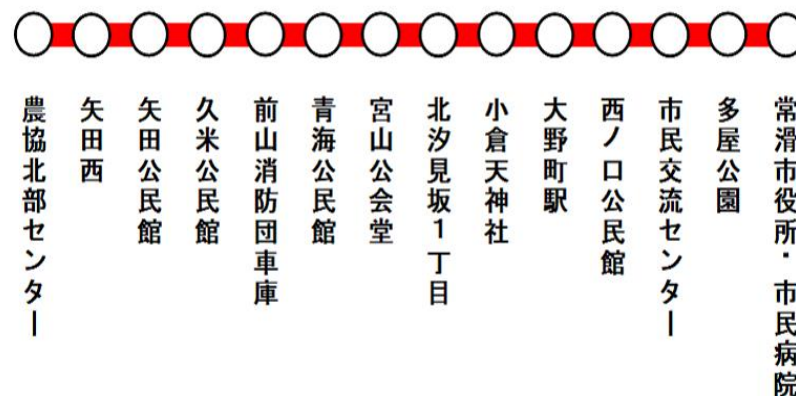 農協北部センター
矢田西
矢田公民館
久米公民館
前山消防団車庫
青海公民館
宮山公会堂
北汐見坂１丁目
小倉天神社
大野町駅
西ノ口公民館
市民交流センター
多屋公園
常滑市役所・市民病院